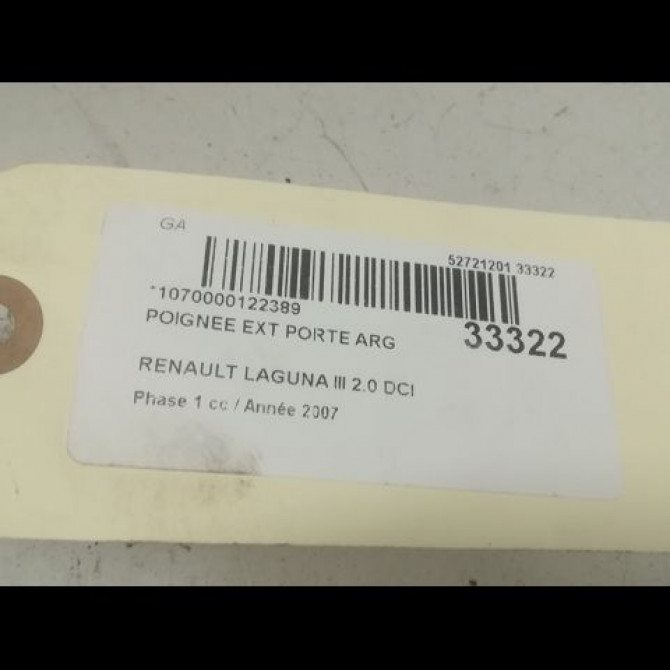 GA
52721201 33322
*1070000122389
POIGNEE EXT PORTE ARG
33322
RENAULT LAGUNA III 2.0 DCI
Phase 1 cc / Année 2007